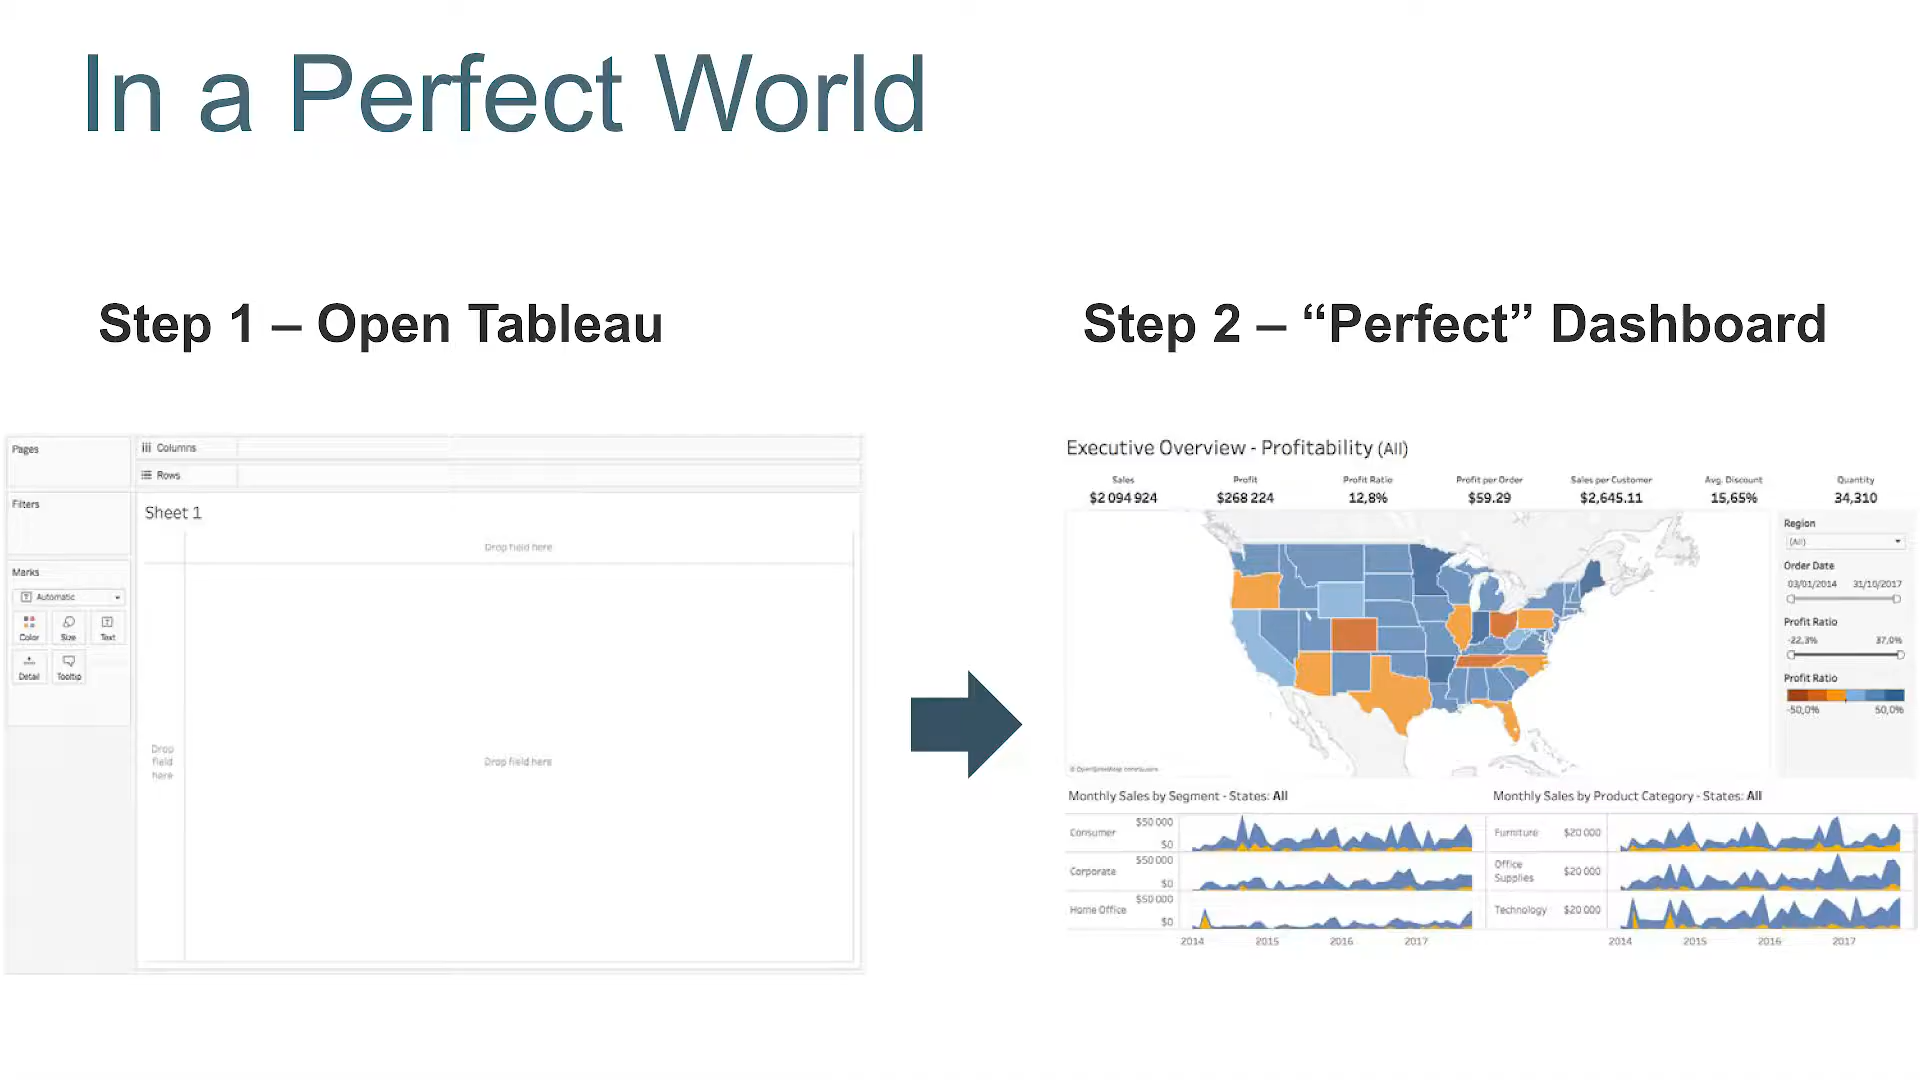 In a Perfect World
Step 1 – Open Tableau
Step 2 – “Perfect” Dashboard
Pages
Columns
Rows
Filters
Sheet 1
Drop field here
Marks
Automatic
Color
Size
Text
Detail
Tooltip
Drop
field
here
Drop field here
Executive Overview - Profitability (All)
Sales
Profit
Profit Ratio
Profit per Order
Sales per Customer
Avg. Discount
Quantity
$2 094 924
$268 224
12,8%
$59.29
$2,645.11
15,65%
34,310
Region
(All)
Order Date
03/01/2014 31/10/2017
Profit Ratio
-22,3% 37,0%
Profit Ratio
-50,0% 50,0%
© OpenStreetMap contributors
Monthly Sales by Segment - States: All
Consumer
$50 000
$0
Corporate
$50 000
$0
Home Office
$50 000
$0
2014 2015 2016 2017
Monthly Sales by Product Category - States: All
Furniture $20 000
Office
Supplies
$20 000
Technology $20 000
2014 2015 2016 2017